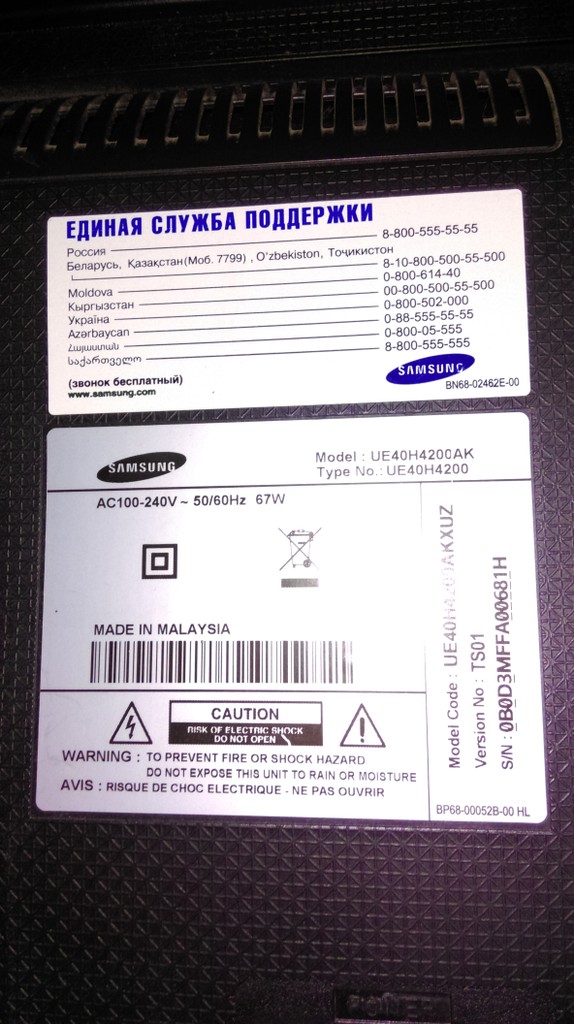 ЕДИНАЯ СЛУЖБА ПОДДЕРЖКИ
Россия 8-800-555-55-55
Беларусь, Қазақстан(Моб. 7799) , O'zbekiston, Тоҷикистон
8-10-800-500-55-500
Moldova 0-800-614-40
Кыргызстан 00-800-500-55-500
Україна 0-800-502-000
Azərbaycan 0-88-555-55-55
Հայաստան 0-800-05-555
საქართველო 8-800-555-555
(звонок бесплатный)
www.samsung.com
SAMSUNG
BN68-02462E-00
SAMSUNG
Model : UE40H4200AK
Type No.: UE40H4200
AC100-240V ~ 50/60Hz 67W
MADE IN MALAYSIA
CAUTION
RISK OF ELECTRIC SHOCK
DO NOT OPEN
WARNING : TO PREVENT FIRE OR SHOCK HAZARD
DO NOT EXPOSE THIS UNIT TO RAIN OR MOISTURE
AVIS : RISQUE DE CHOC ELECTRIQUE - NE PAS OUVRIR
Model Code : UE40H4200AKXUZ
Version No : TS01
S/N : 0B0D3MFFA00681H
BP68-00052B-00 HL